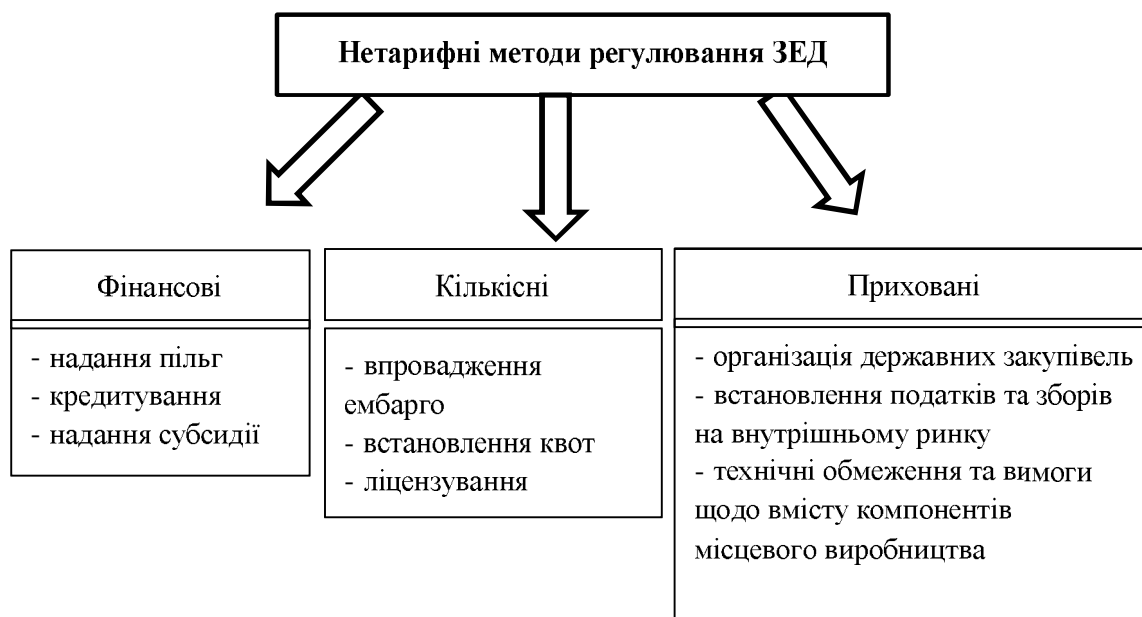 Нетарифні методи регулювання ЗЕД
Фінансові
- надання пільг
- кредитування
- надання субсидії
Кількісні
- впровадження
ембарго
- встановлення квот
- ліцензування
Приховані
- організація державних закупівель
- встановлення податків та зборів
на внутрішньому ринку
- технічні обмеження та вимоги
щодо вмісту компонентів
місцевого виробництва